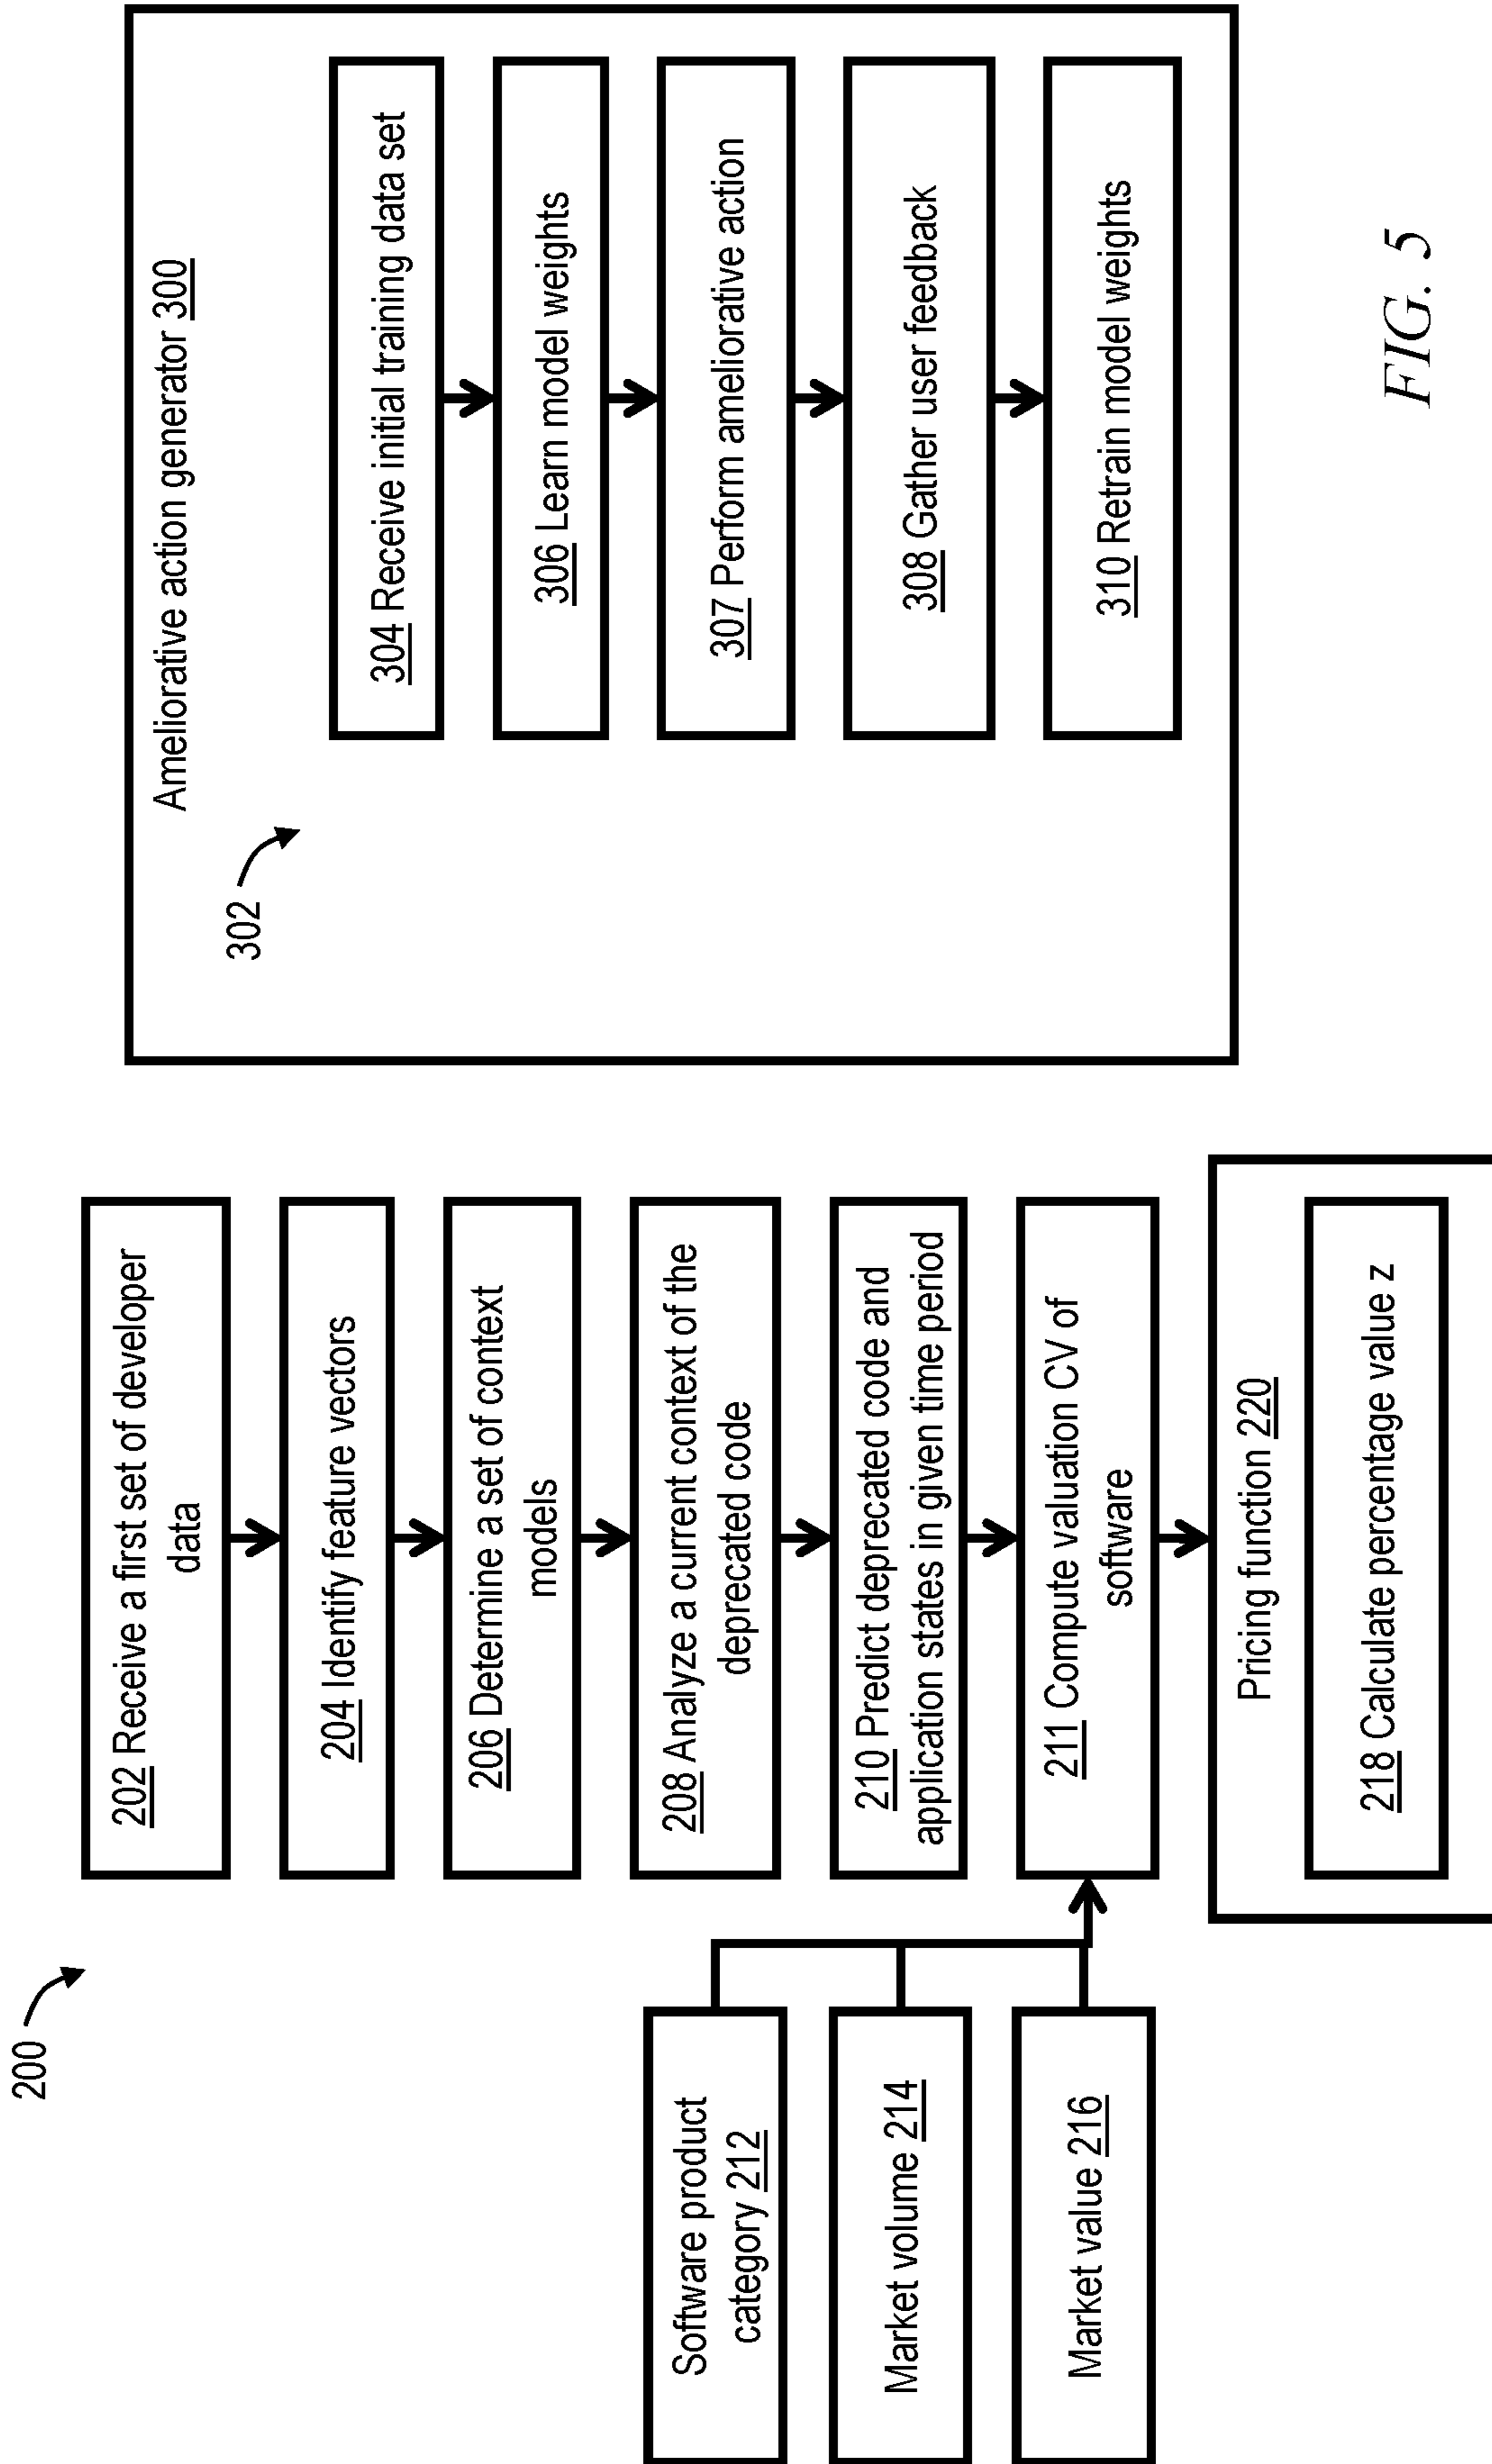 200
202 Receive a first set of developer
data
204 Identify feature vectors
206 Determine a set of context
models
208 Analyze a current context of the
deprecated code
210 Predict deprecated code and
application states in given time period
211 Compute valuation CV of
software
Software product
category 212
Market volume 214
Market value 216
Pricing function 220
218 Calculate percentage value z
Ameliorative action generator 300
302
304 Receive initial training data set
306 Learn model weights
307 Perform ameliorative action
308 Gather user feedback
310 Retrain model weights
FIG. 5